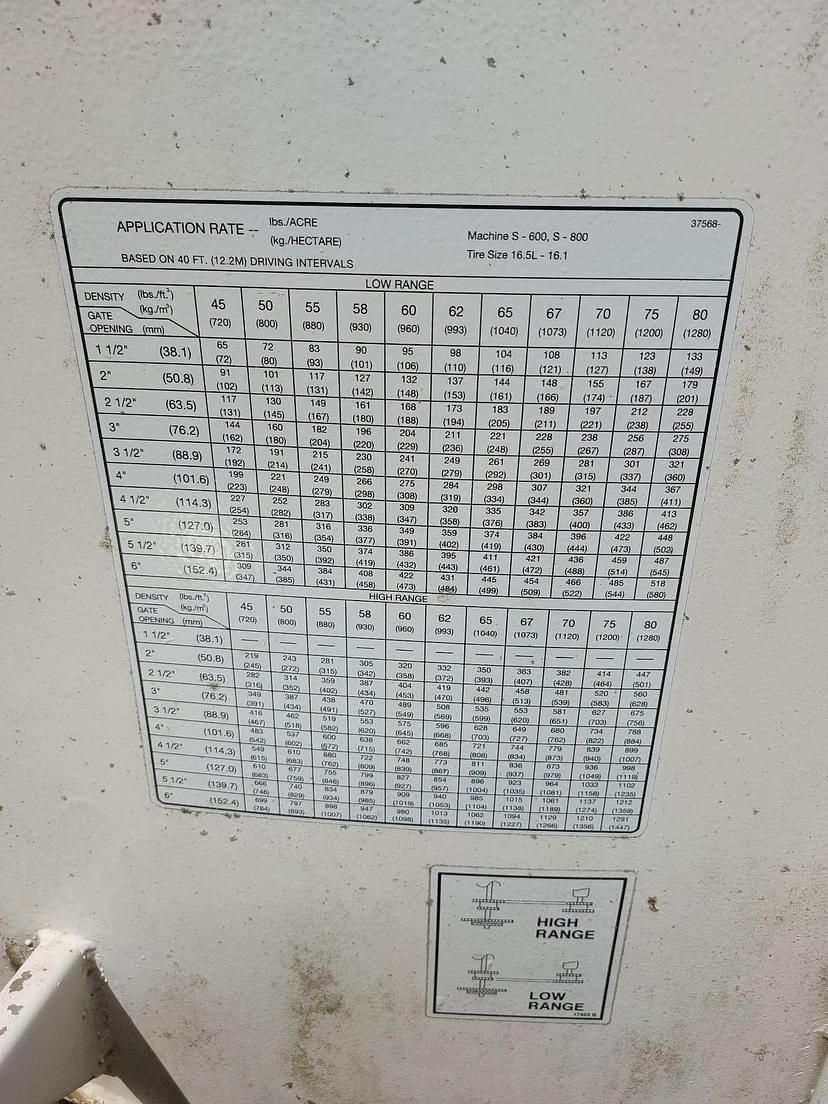 APPLICATION RATE -- lbs./ACRE
(kg./HECTARE)
BASED ON 40 FT. (12.2M) DRIVING INTERVALS
Machine S - 600, S - 800
Tire Size 16.5L - 16.1
37568-
LOW RANGE
DENSITY (lbs./ft.³) 45 50 55 58 60 62 65 67 70 75 80
(kg./m³) (720) (800) (880) (930) (960) (993) (1040) (1073) (1120) (1200) (1280)
GATE
OPENING (mm)
1 1/2" (38.1) 65 72 83 90 95 98 104 108 113 123 133
(72) (80) (93) (101) (106) (110) (116) (121) (127) (138) (149)
2" (50.8) 91 101 117 127 132 137 144 148 155 167 179
(102) (113) (131) (142) (148) (153) (161) (166) (174) (187) (201)
2 1/2" (63.5) 117 130 149 161 168 173 183 189 197 212 228
(131) (145) (167) (180) (188) (194) (205) (211) (221) (238) (255)
3" (76.2) 144 160 182 196 204 211 221 228 238 256 275
(162) (180) (204) (220) (229) (236) (248) (255) (267) (287) (308)
3 1/2" (88.9) 172 191 215 230 241 249 261 269 281 301 321
(192) (214) (241) (258) (270) (279) (292) (301) (315) (337) (360)
4" (101.6) 199 221 249 266 275 284 298 307 321 344 367
(223) (248) (279) (298) (308) (319) (334) (344) (360) (385) (411)
4 1/2" (114.3) 227 252 283 302 309 320 335 342 357 386 413
(254) (282) (317) (338) (347) (358) (376) (383) (400) (433) (462)
5" (127.0) 253 281 316 336 349 359 374 384 396 422 448
(284) (316) (354) (377) (391) (402) (419) (430) (444) (473) (502)
5 1/2" (139.7) 281 312 350 374 386 395 411 421 436 459 487
(315) (350) (392) (419) (432) (443) (461) (472) (488) (514) (545)
6" (152.4) 309 344 384 408 422 431 445 454 466 485 518
(347) (385) (431) (458) (473) (484) (499) (509) (522) (544) (580)
HIGH RANGE
DENSITY (lbs./ft.³) 45 50 55 58 60 62 65 67 70 75 80
(kg./m³) (720) (800) (880) (930) (960) (993) (1040) (1073) (1120) (1200) (1280)
GATE
OPENING (mm)
1 1/2" (38.1) — — — — — — — — — — —
2" (50.8) 219 243 281 305 320 332 350 363 382 414 447
(245) (272) (315) (342) (358) (372) (393) (407) (428) (464) (501)
2 1/2" (63.5) 282 314 359 387 404 419 442 458 481 520 560
(316) (352) (402) (434) (453) (470) (496) (513) (539) (583) (628)
3" (76.2) 349 387 438 470 489 508 535 553 581 627 675
(391) (434) (491) (527) (549) (569) (599) (620) (651) (703) (756)
3 1/2" (88.9) 416 462 519 553 575 596 628 649 680 734 788
(467) (518) (582) (620) (645) (668) (703) (727) (762) (822) (884)
4" (101.6) 483 537 600 638 662 685 721 744 779 839 899
(542) (602) (672) (715) (742) (768) (808) (834) (873) (940) (1007)
4 1/2" (114.3) 549 610 680 722 748 773 811 836 873 936 998
(615) (683) (762) (809) (839) (867) (909) (937) (979) (1049) (1119)
5" (127.0) 610 677 755 799 827 854 896 923 964 1033 1102
(683) (759) (846) (896) (927) (957) (1004) (1035) (1081) (1158) (1235)
5 1/2" (139.7) 666 740 834 879 909 940 985 1015 1061 1137 1212
(746) (829) (934) (985) (1019) (1053) (1104) (1138) (1189) (1274) (1359)
6" (152.4) 699 797 898 947 980 1013 1062 1094 1129 1210 1291
(784) (893) (1007) (1062) (1098) (1135) (1190) (1227) (1266) (1356) (1447)
HIGH
RANGE
LOW
RANGE